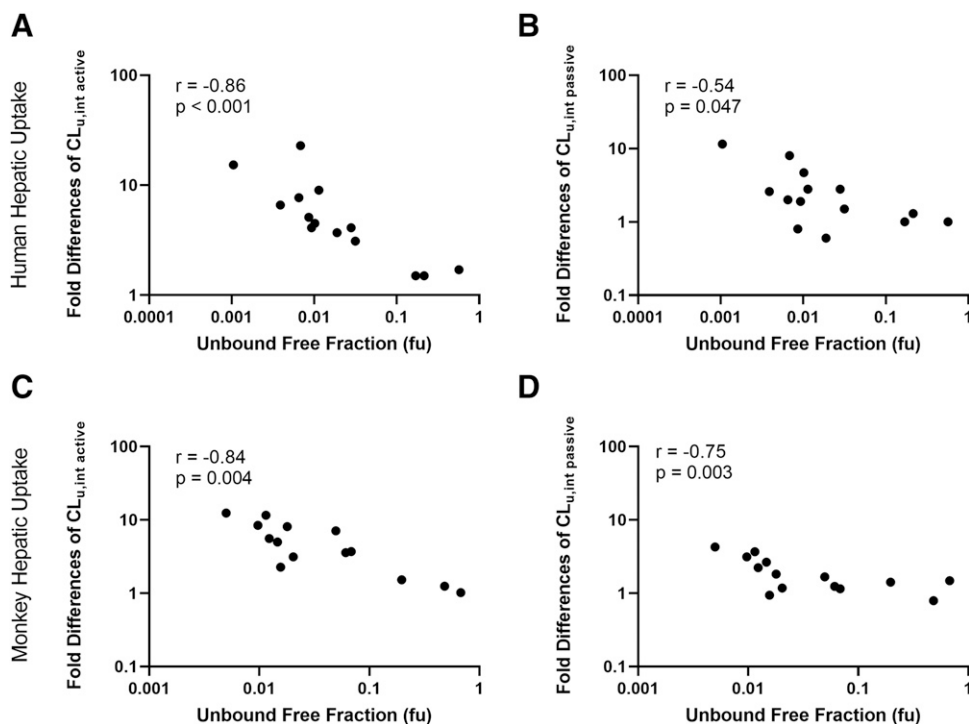 A
Human Hepatic Uptake
Fold Differences of CLu,int active
100
10
1
r = -0.86
p < 0.001
0.0001 0.001 0.01 0.1 1
Unbound Free Fraction (fu)
B
Fold Differences of CLu,int passive
100
10
1
0.1
r = -0.54
p = 0.047
0.0001 0.001 0.01 0.1 1
Unbound Free Fraction (fu)
C
Monkey Hepatic Uptake
Fold Differences of CLu,int active
100
10
1
0.1
r = -0.84
p = 0.004
0.001 0.01 0.1 1
Unbound Free Fraction (fu)
D
Fold Differences of CLu,int passive
100
10
1
0.1
r = -0.75
p = 0.003
0.001 0.01 0.1 1
Unbound Free Fraction (fu)